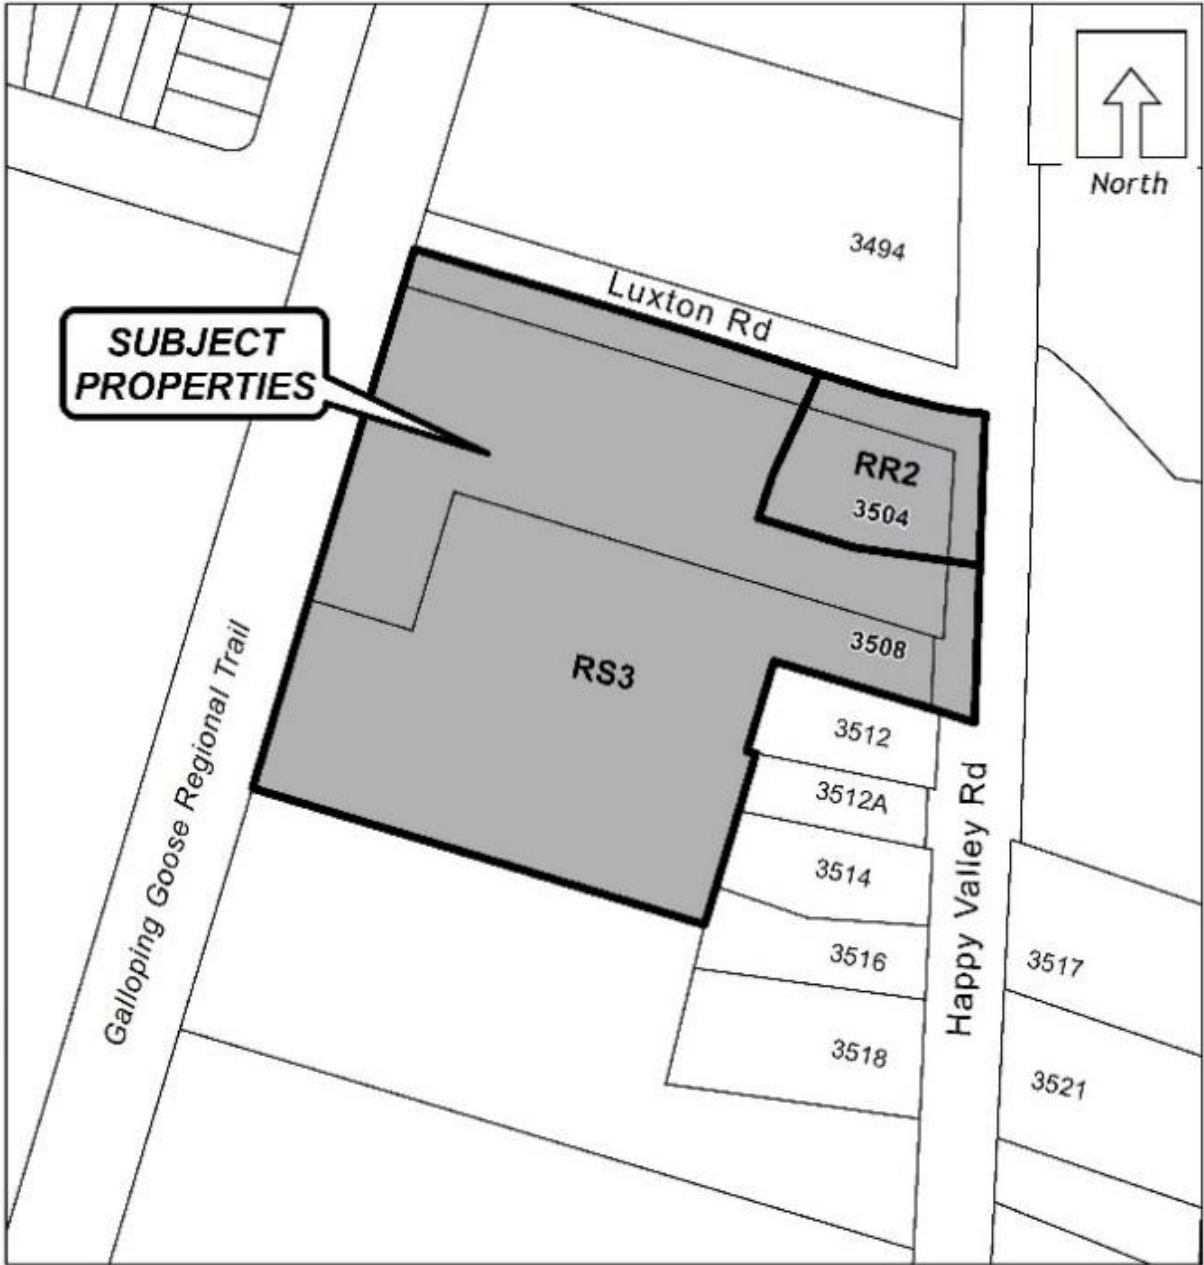 North
3494
Luxton Rd
SUBJECT
PROPERTIES
RR2
3504
3508
RS3
3512
3512A
3514
3516
3518
Galloping Goose Regional Trail
Happy Valley Rd
3517
3521